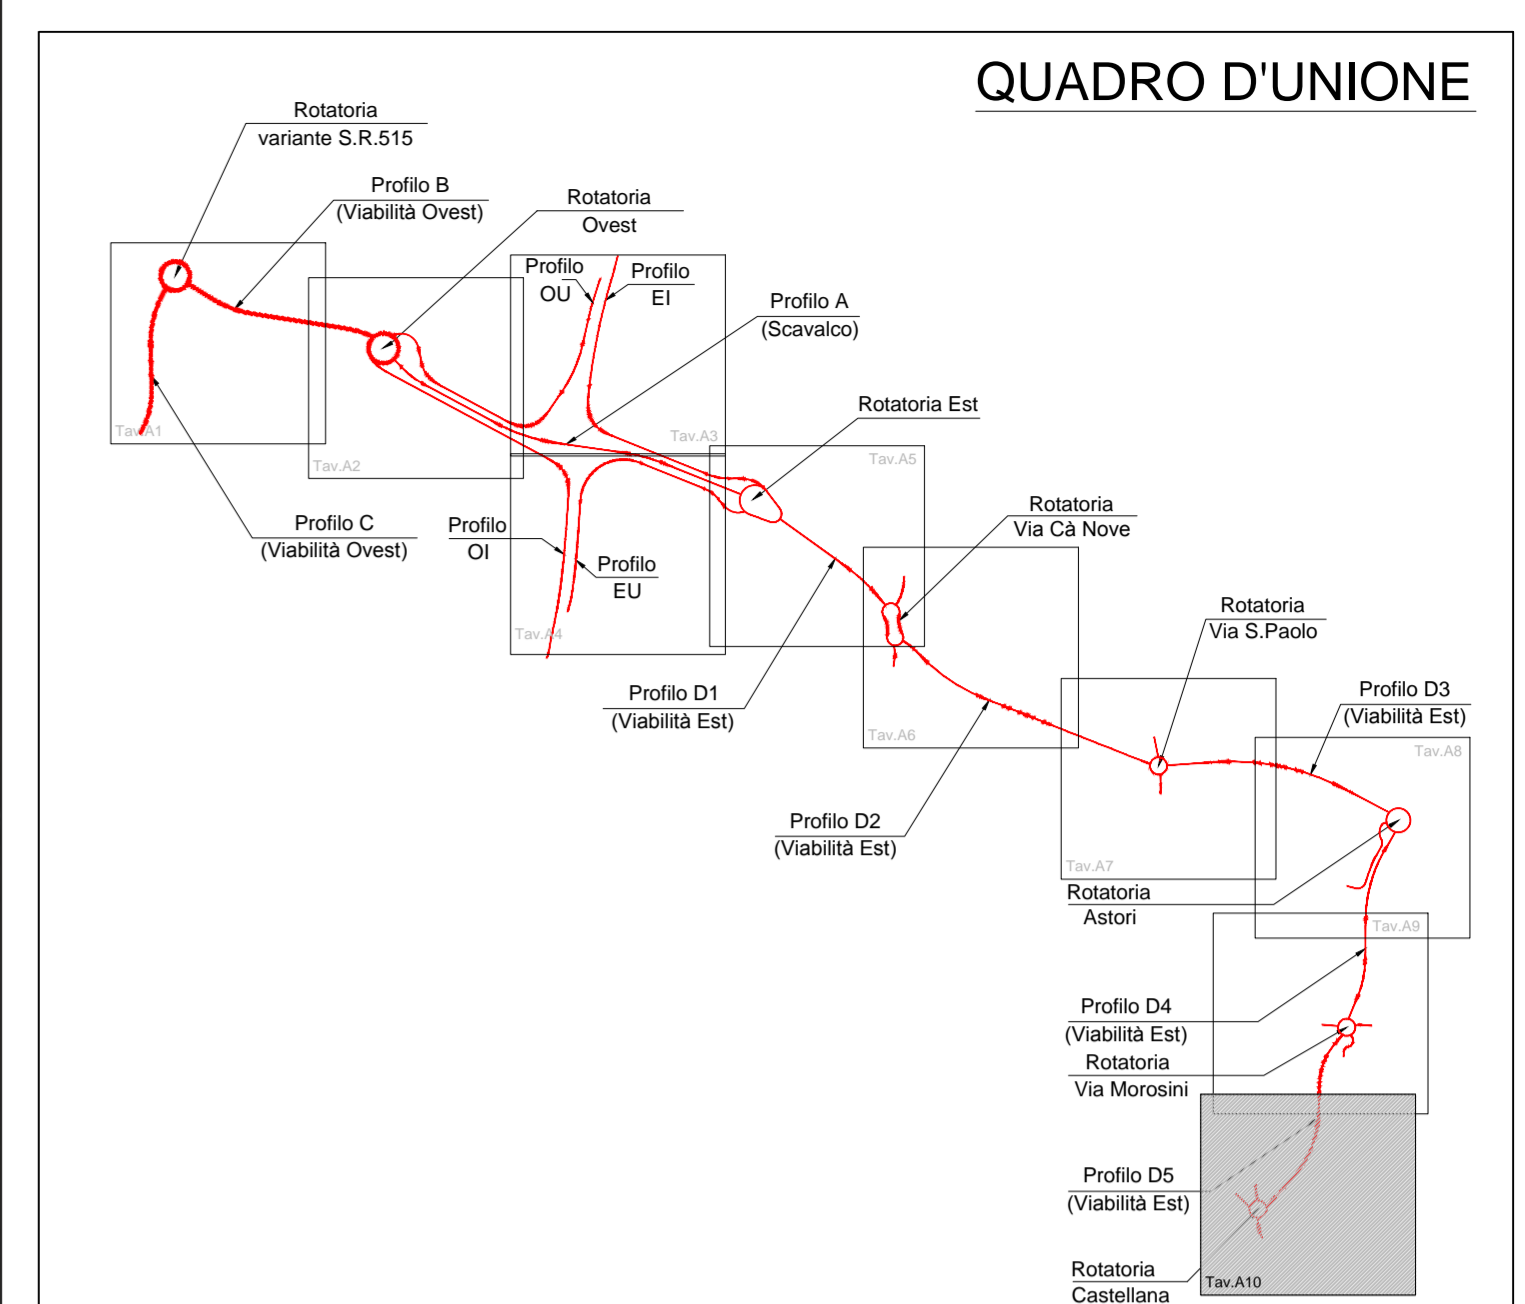 QUADRO D'UNIONE
Rotatoria
variante S.R.515
Profilo B
(Viabilità Ovest)
Rotatoria
Ovest
Profilo
OU
Profilo
EI
Profilo A
(Scavalco)
Rotatoria Est
Tav.A1
Tav.A2
Tav.A3
Tav.A5
Profilo C
(Viabilità Ovest)
Profilo
OI
Profilo
EU
Rotatoria
Via Cà Nove
Tav.A4
Rotatoria
Via S.Paolo
Profilo D1
(Viabilità Est)
Profilo D3
(Viabilità Est)
Tav.A6
Tav.A8
Profilo D2
(Viabilità Est)
Tav.A7
Rotatoria
Astori
Tav.A9
Profilo D4
(Viabilità Est)
Rotatoria
Via Morosini
Profilo D5
(Viabilità Est)
Rotatoria
Castellana
Tav.A10